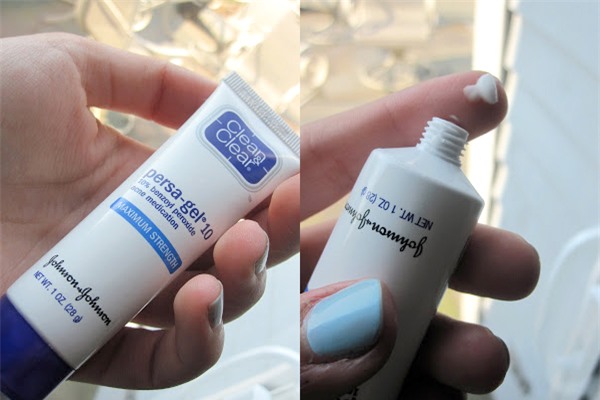 Clean &
Clear®
persa-gel® 10
10% benzoyl peroxide
acne medication
MAXIMUM STRENGTH
Johnson & Johnson
NET WT. 1 OZ. (28 g)
Johnson & Johnson
NET WT. 1 OZ. (28 g)